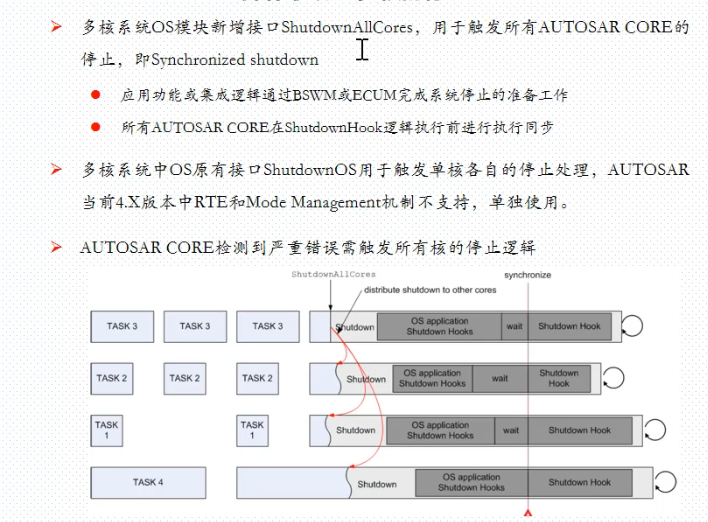 多核系统OS模块新增接口ShutdownAllCores，用于触发所有AUTOSAR CORE的
停止，即Synchronized shutdown
应用功能或集成逻辑通过BSWM或ECUM完成系统停止的准备工作
所有AUTOSAR CORE在ShutdownHook逻辑执行前进行执行同步
多核系统中OS原有接口ShutdownOS用于触发单核各自的停止处理，AUTOSAR
当前4.X版本中RTE和Mode Management机制不支持，单独使用。
AUTOSAR CORE检测到严重错误需触发所有核的停止逻辑
ShutdownAllCores
synchronize
distribute shutdown to other cores
TASK 3
TASK 3
TASK 3
Shutdown
OS application
Shutdown Hooks
wait
Shutdown Hook
TASK 2
TASK 2
TASK 2
Shutdown
OS application
Shutdown Hooks
wait
Shutdown
Hook
TASK
1
TASK
1
Shutdown
OS application
Shutdown Hooks
wait
Shutdown Hook
TASK 4
Shutdown
OS application
Shutdown Hooks
Shutdown Hook